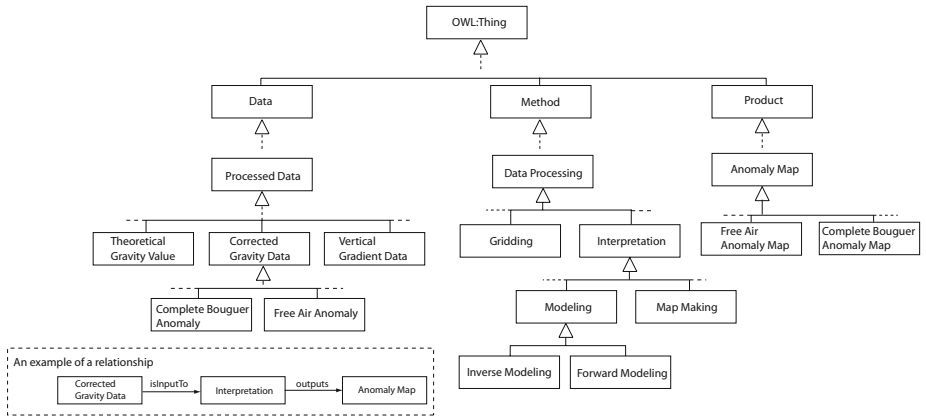 OWL:Thing
Data
Method
Product
Processed Data
Data Processing
Anomaly Map
Theoretical
Gravity Value
Corrected
Gravity Data
Vertical
Gradient Data
Gridding
Interpretation
Free Air
Anomaly Map
Complete Bouguer
Anomaly Map
Complete Bouguer
Anomaly
Free Air Anomaly
Modeling
Map Making
Inverse Modeling
Forward Modeling
An example of a relationship
Corrected
Gravity Data
isInputTo
Interpretation
outputs
Anomaly Map